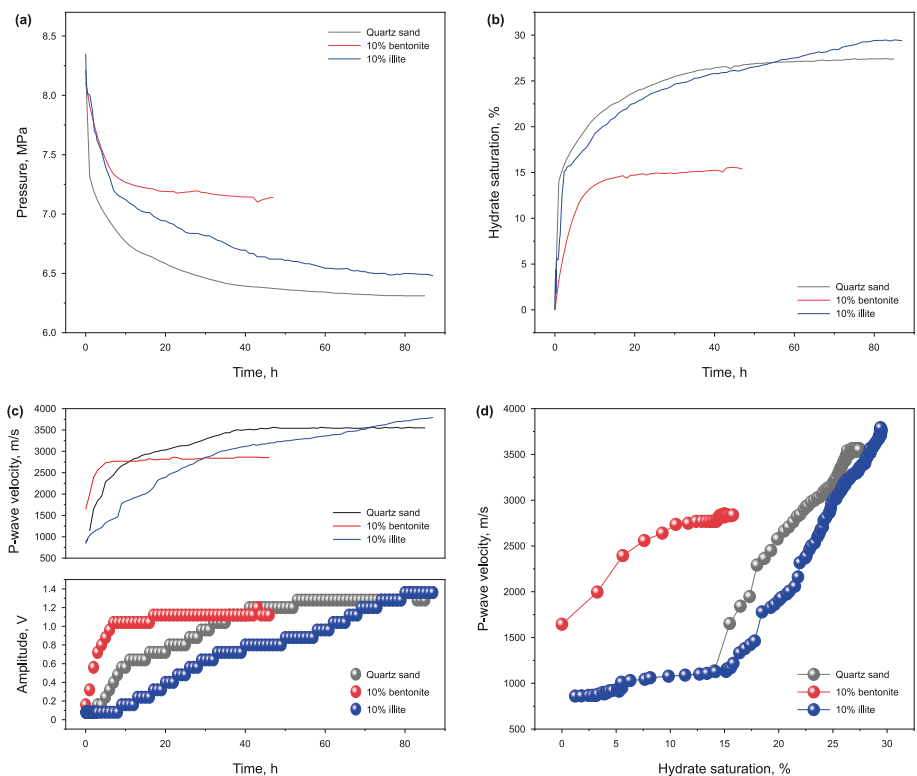 (a)
8.5
8.0
7.5
7.0
6.5
6.0
Pressure, MPa
Quartz sand
10% bentonite
10% illite
0
20
40
60
80
Time, h
(b)
30
25
20
15
10
5
0
Hydrate saturation, %
Quartz sand
10% bentonite
10% illite
0
20
40
60
80
Time, h
(c)
4000
3500
3000
2500
2000
1500
1000
500
P-wave velocity, m/s
Quartz sand
10% bentonite
10% illite
1.4
1.2
1.0
0.8
0.6
0.4
0.2
0
Amplitude, V
Quartz sand
10% bentonite
10% illite
0
20
40
60
80
Time, h
(d)
4000
3500
3000
2500
2000
1500
1000
500
P-wave velocity, m/s
Quartz sand
10% bentonite
10% illite
0
5
10
15
20
25
30
Hydrate saturation, %